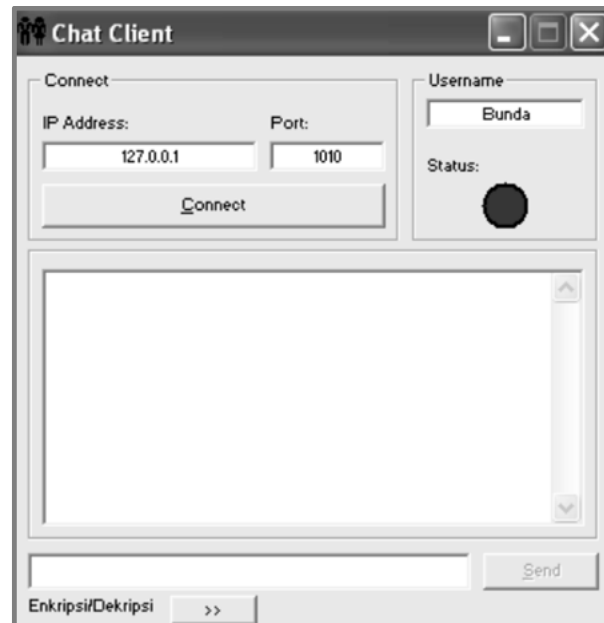 Chat Client
Connect
Username
IP Address:
Port:
Bunda
127.0.0.1
1010
Status:
Connect
Send
Enkripsi/Dekripsi
>>